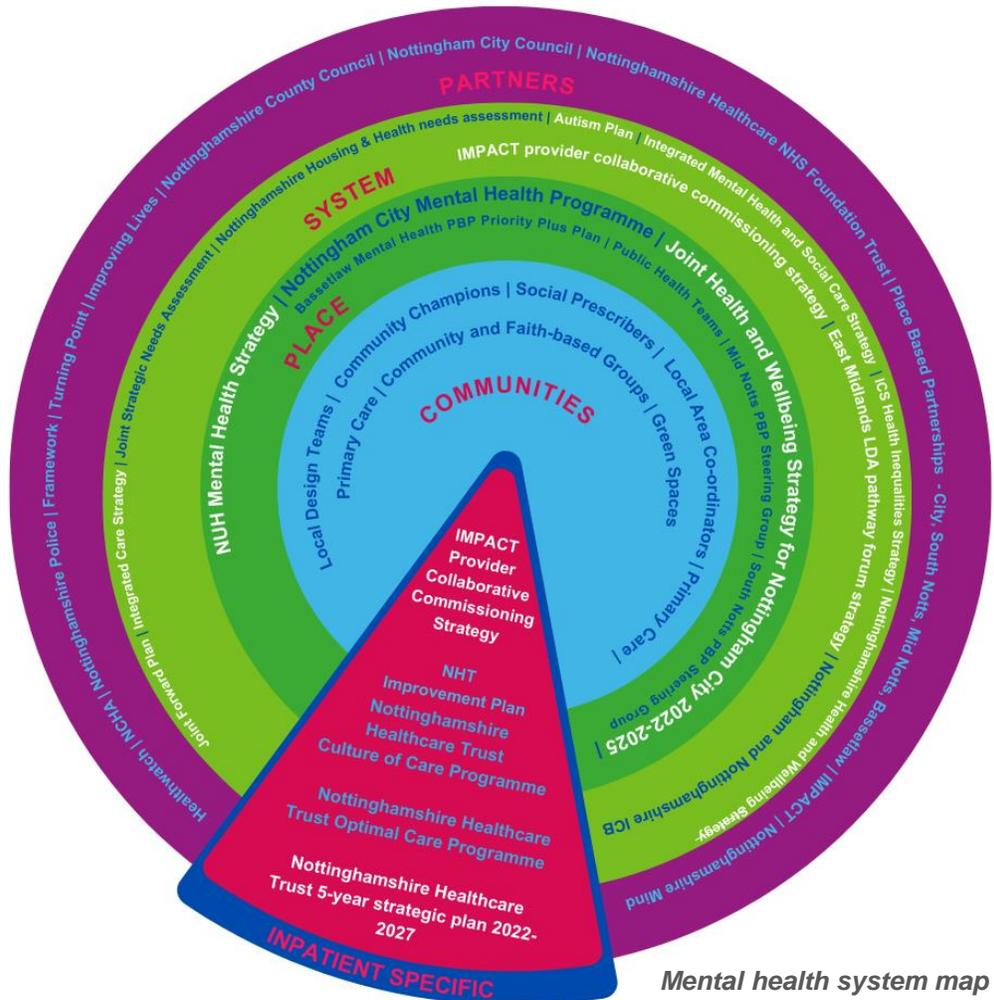 Healthwatch | NCHA | Nottinghamshire Police | Framework | Turning Point | Improving Lives | Nottinghamshire County Council | Nottingham City Council | Nottinghamshire Healthcare NHS Foundation Trust | Place Based Partnerships - City, South Notts, Mid Notts, Bassetlaw | IMPACT | Nottinghamshire Mind
PARTNERS
Joint Forward Plan | Integrated Care Strategy | Joint Strategic Needs Assessment | Nottinghamshire Housing & Health needs assessment | Autism Plan | Integrated Mental Health and Social Care Strategy | ICS Health Inequalities Strategy | Nottinghamshire Health and Wellbeing Strategy-
IMPACT provider collaborative commissioning strategy | East Midlands LDA pathway forum strategy | Nottingham and Nottinghamshire ICB
SYSTEM
NUH Mental Health Strategy | Nottingham City Mental Health Programme | Joint Health and Wellbeing Strategy for Nottingham City 2022-2025 |
Bassetlaw Mental Health PBP Priority Plus Plan | Public Health Teams | Mid Notts PBP Steering Group | South Notts PBP Steering Group
PLACE
Local Design Teams | Community Champions | Social Prescribers | Local Area Co-ordinators | Primary Care |
Primary Care | Community and Faith-based Groups | Green Spaces
COMMUNITIES
IMPACT
Provider
Collaborative
Commissioning
Strategy
NHT
Improvement Plan
Nottinghamshire
Healthcare Trust
Culture of Care Programme
Nottinghamshire Healthcare
Trust Optimal Care Programme
Nottinghamshire Healthcare
Trust 5-year strategic plan 2022-
2027
INPATIENT SPECIFIC
Mental health system map